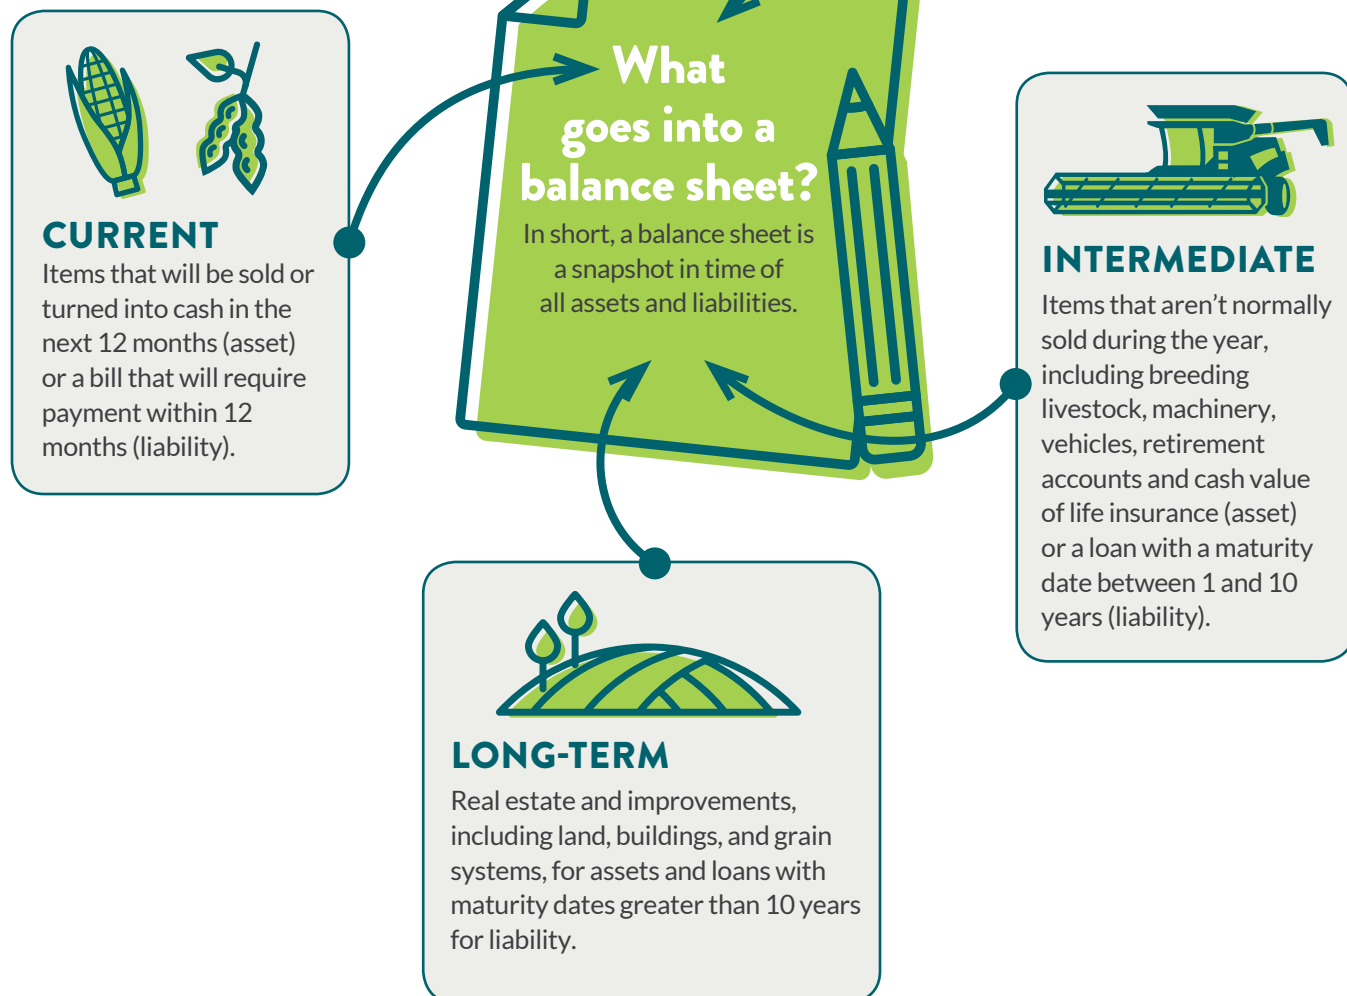 What
goes into a
balance sheet?
In short, a balance sheet is
a snapshot in time of
all assets and liabilities.
CURRENT
Items that will be sold or
turned into cash in the
next 12 months (asset)
or a bill that will require
payment within 12
months (liability).
INTERMEDIATE
Items that aren’t normally
sold during the year,
including breeding
livestock, machinery,
vehicles, retirement
accounts and cash value
of life insurance (asset)
or a loan with a maturity
date between 1 and 10
years (liability).
LONG-TERM
Real estate and improvements,
including land, buildings, and grain
systems, for assets and loans with
maturity dates greater than 10 years
for liability.